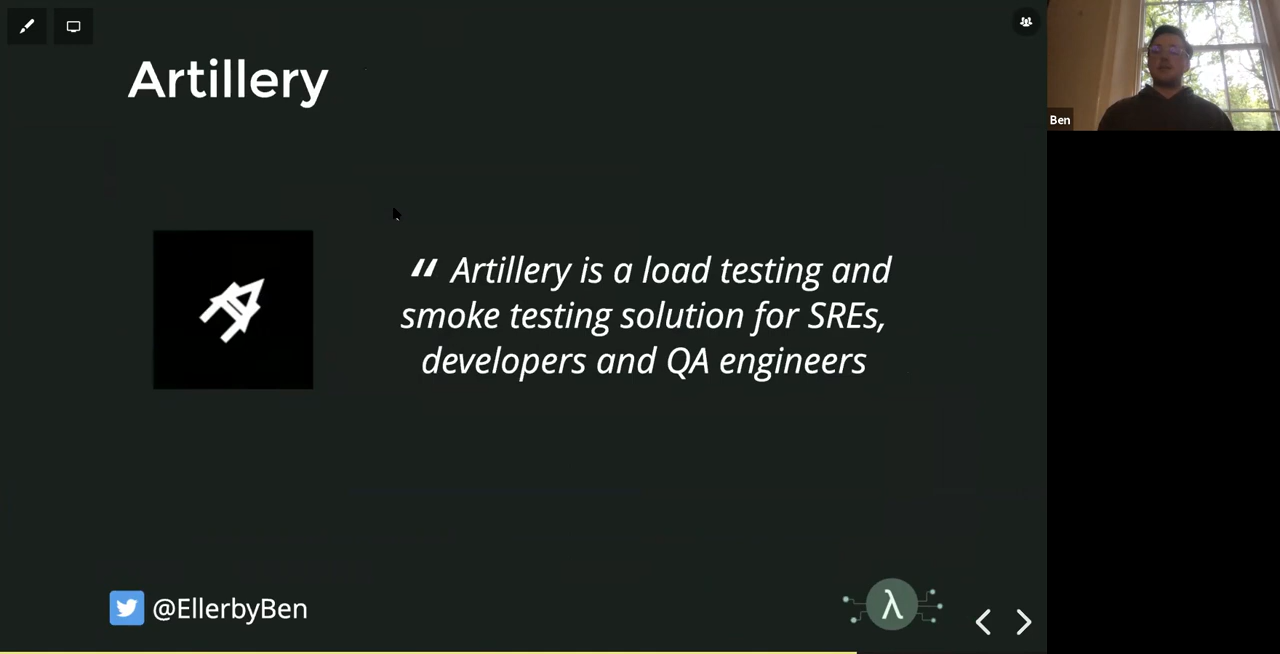 Artillery
Ben
“ Artillery is a load testing and
smoke testing solution for SREs,
developers and QA engineers
@EllerbyBen
λ